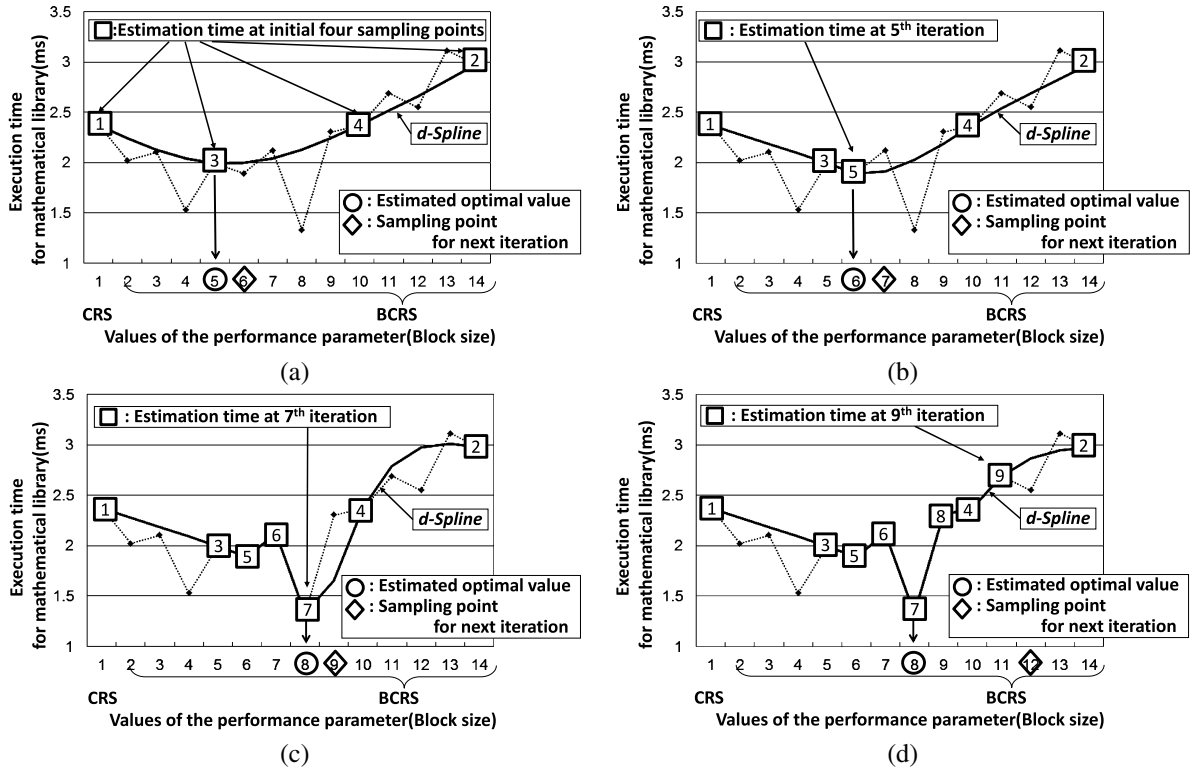 3.5
□:Estimation time at initial four sampling points
3
2.5
2
1.5
1
Execution time
for mathematical library(ms)
1
3
4
2
d-Spline
○: Estimated optimal value
◇: Sampling point
for next iteration
1 2 3 4 5 6 7 8 9 10 11 12 13 14
CRS
BCRS
Values of the performance parameter(Block size)
(a)
3.5
□ : Estimation time at 5th iteration
3
2.5
2
1.5
1
Execution time
for mathematical library(ms)
1
3
5
4
2
d-Spline
○: Estimated optimal value
◇: Sampling point
for next iteration
1 2 3 4 5 6 7 8 9 10 11 12 13 14
CRS
BCRS
Values of the performance parameter(Block size)
(b)
3.5
□ : Estimation time at 7th iteration
3
2.5
2
1.5
1
Execution time
for mathematical library(ms)
1
3
5
6
7
4
2
d-Spline
○: Estimated optimal value
◇: Sampling point
for next iteration
1 2 3 4 5 6 7 8 9 10 11 12 13 14
CRS
BCRS
Values of the performance parameter(Block size)
(c)
3.5
□ : Estimation time at 9th iteration
3
2.5
2
1.5
1
Execution time
for mathematical library(ms)
1
3
5
6
7
8
4
9
2
d-Spline
○: Estimated optimal value
◇: Sampling point
for next iteration
1 2 3 4 5 6 7 8 9 10 11 12 13 14
CRS
BCRS
Values of the performance parameter(Block size)
(d)